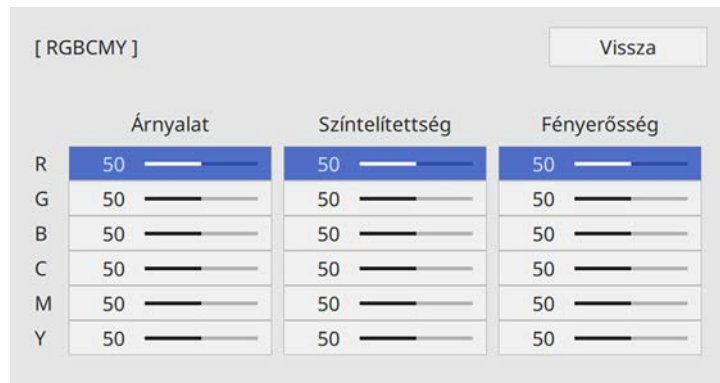 [ RGBCMY ] Vissza
Árnyalat Színtelítettség Fényerősség
R 50 50 50
G 50 50 50
B 50 50 50
C 50 50 50
M 50 50 50
Y 50 50 50